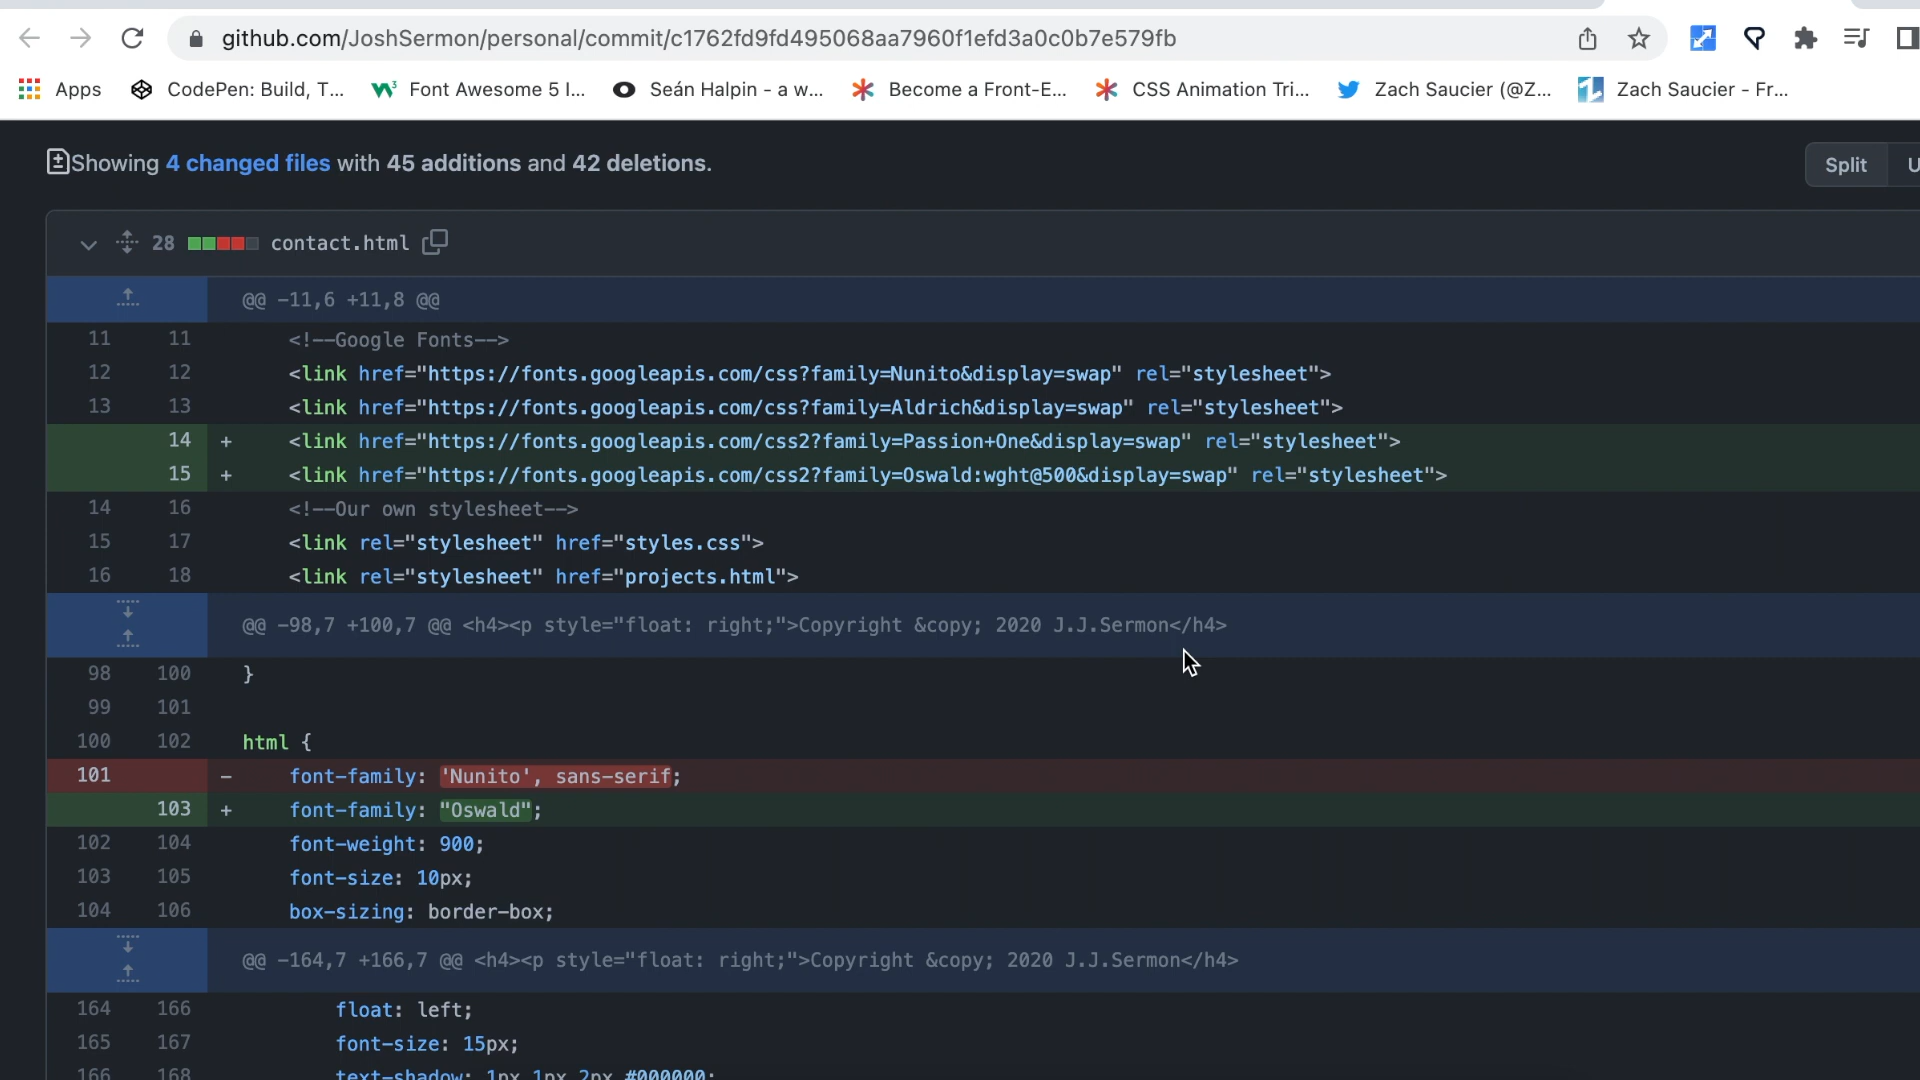 github.com/JoshSermon/personal/commit/c1762fd9fd495068aa7960f1efd3a0c0b7e579fb
Apps CodePen: Build, T... Font Awesome 5 I... Seán Halpin - a w... Become a Front-E... CSS Animation Tri... Zach Saucier (@Z... Zach Saucier - Fr...
Showing 4 changed files with 45 additions and 42 deletions.
Split U
28 contact.html
@@ -11,6 +11,8 @@
11 11 <!--Google Fonts-->
12 12 <link href="https://fonts.googleapis.com/css?family=Nunito&display=swap" rel="stylesheet">
13 13 <link href="https://fonts.googleapis.com/css?family=Aldrich&display=swap" rel="stylesheet">
14 + <link href="https://fonts.googleapis.com/css2?family=Passion+One&display=swap" rel="stylesheet">
15 + <link href="https://fonts.googleapis.com/css2?family=Oswald:wght@500&display=swap" rel="stylesheet">
14 16 <!--Our own stylesheet-->
15 17 <link rel="stylesheet" href="styles.css">
16 18 <link rel="stylesheet" href="projects.html">
@@ -98,7 +100,7 @@ <h4><p style="float: right;">Copyright &copy; 2020 J.J.Sermon</h4>
98 100 }
99 101
100 102 html {
101 - font-family: 'Nunito', sans-serif;
103 + font-family: "Oswald";
102 104 font-weight: 900;
103 105 font-size: 10px;
104 106 box-sizing: border-box;
@@ -164,7 +166,7 @@ <h4><p style="float: right;">Copyright &copy; 2020 J.J.Sermon</h4>
164 166 float: left;
165 167 font-size: 15px;
166 168 text-shadow: 1px 1px 2px #000000;